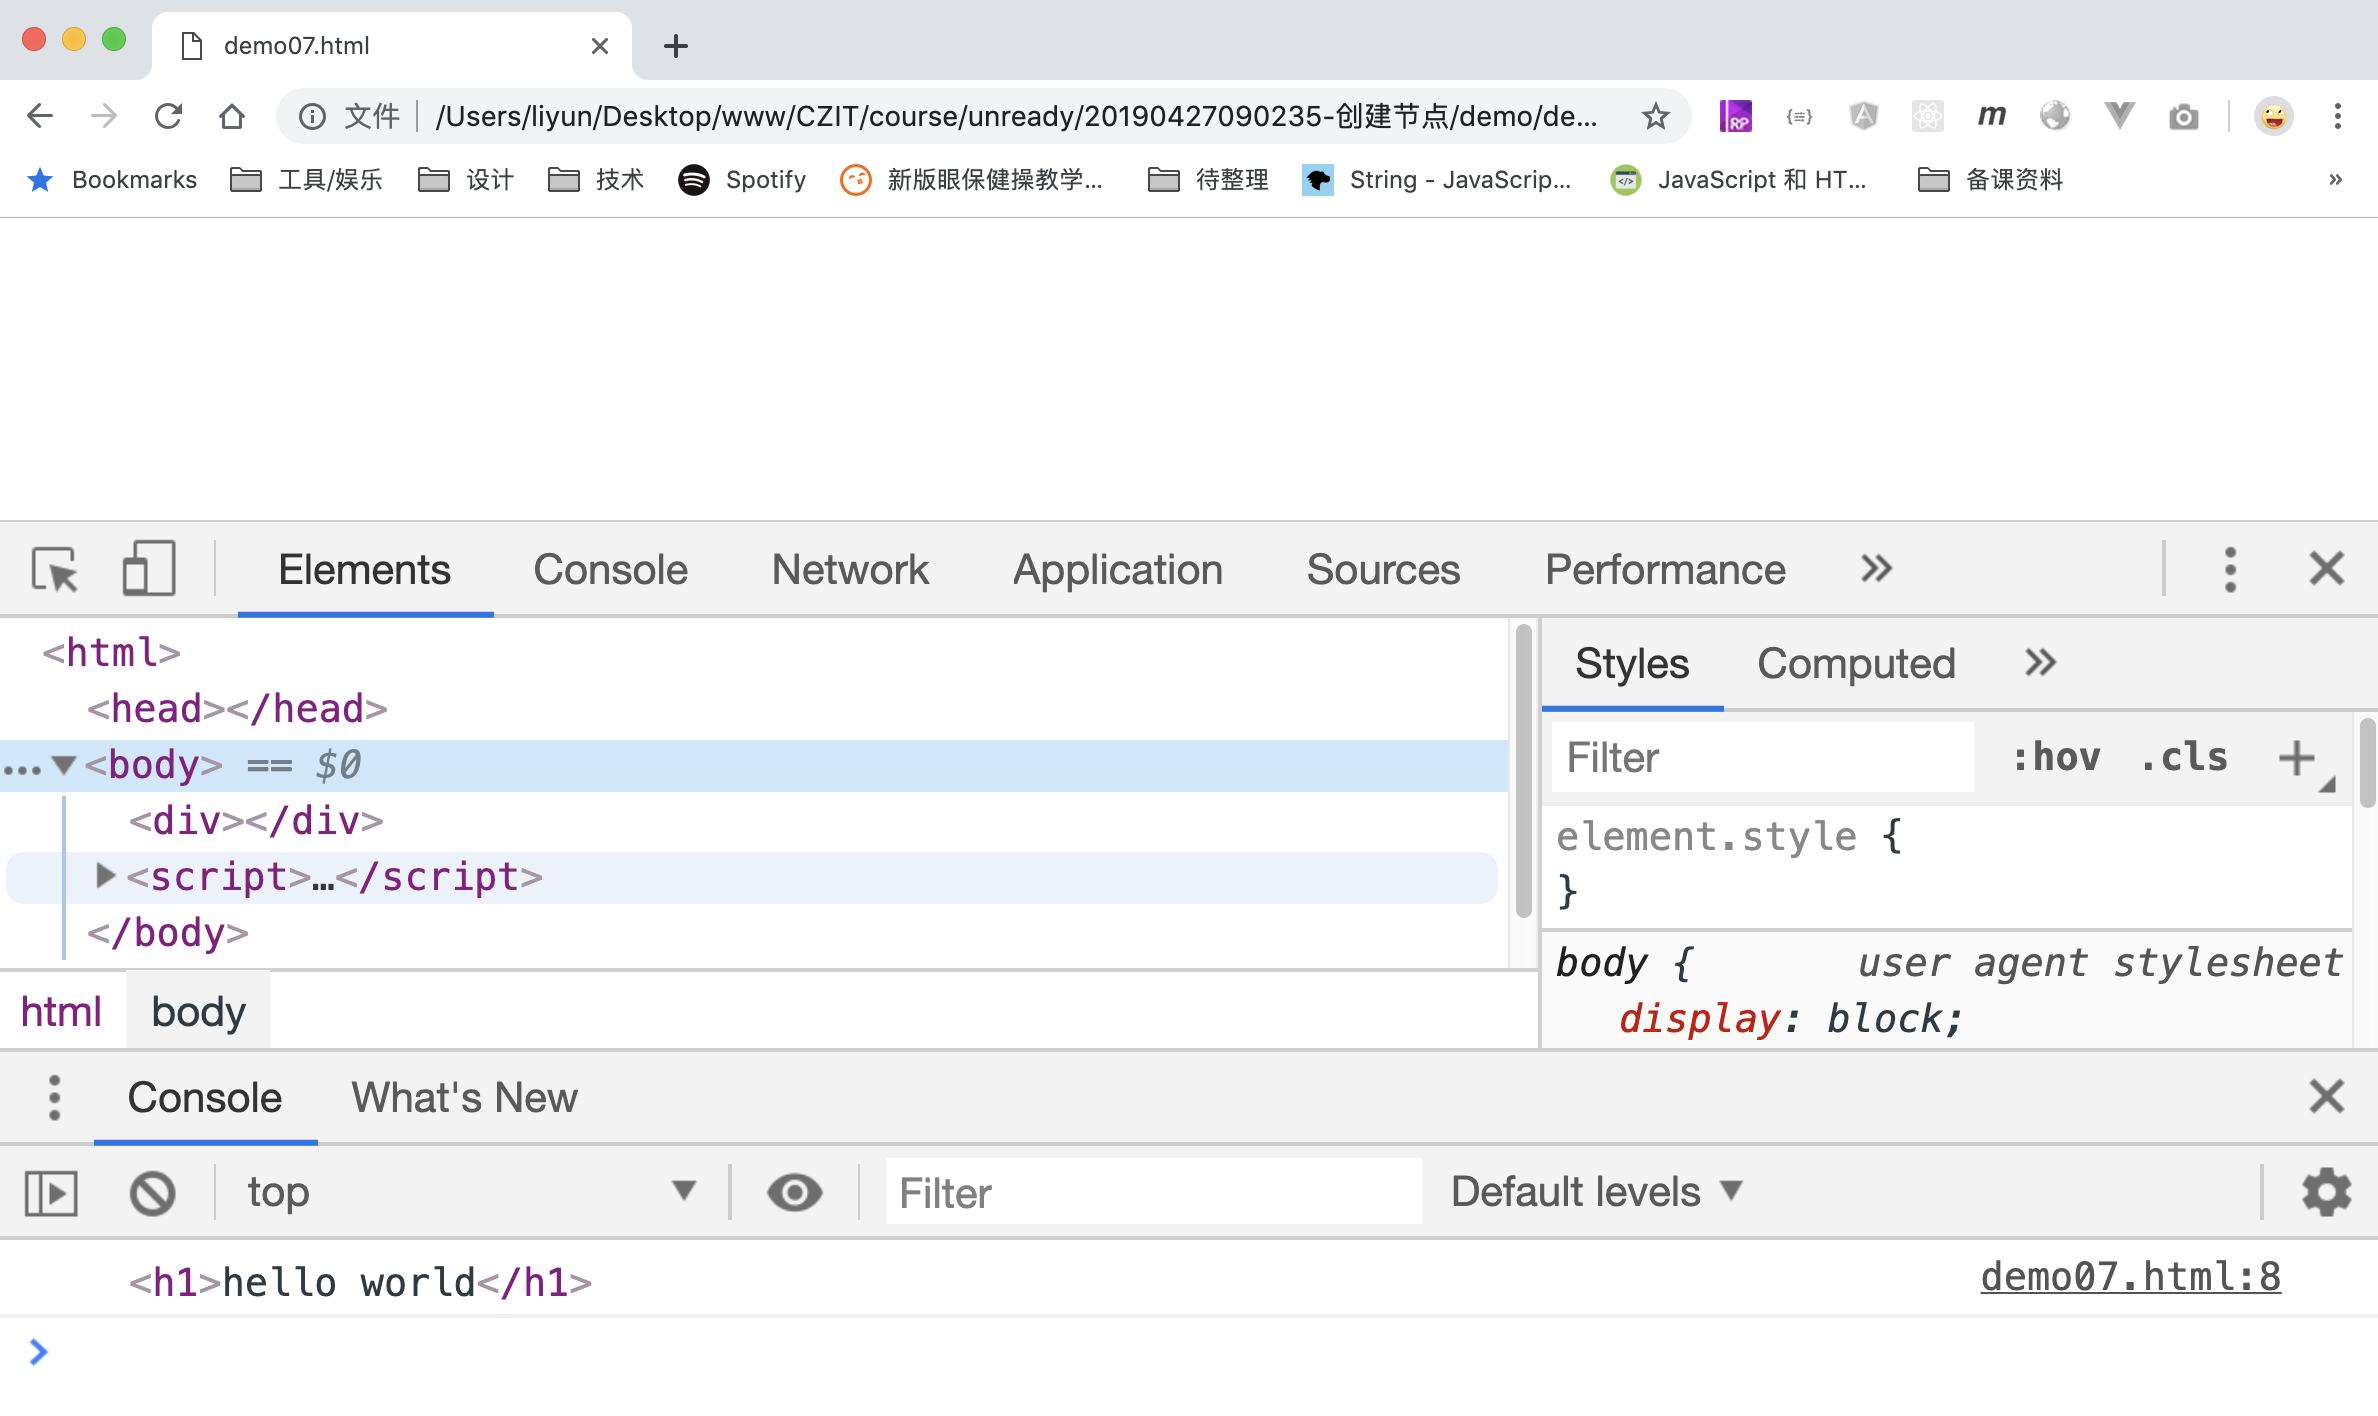 demo07.html
文件 /Users/liyun/Desktop/www/CZIT/course/unready/20190427090235-创建节点/demo/de...
Bookmarks 工具/娱乐 设计 技术 Spotify 新版眼保健操教学... 待整理 String - JavaScrip... JavaScript 和 HT... 备课资料 »
Elements Console Network Application Sources Performance »
<html>
<head></head>
<body> == $0
<div></div>
<script>…</script>
</body>
html body
Styles Computed »
Filter :hov .cls +
element.style {
}
body { user agent stylesheet
display: block;
Console What's New
top Filter Default levels
<h1>hello world</h1> demo07.html:8